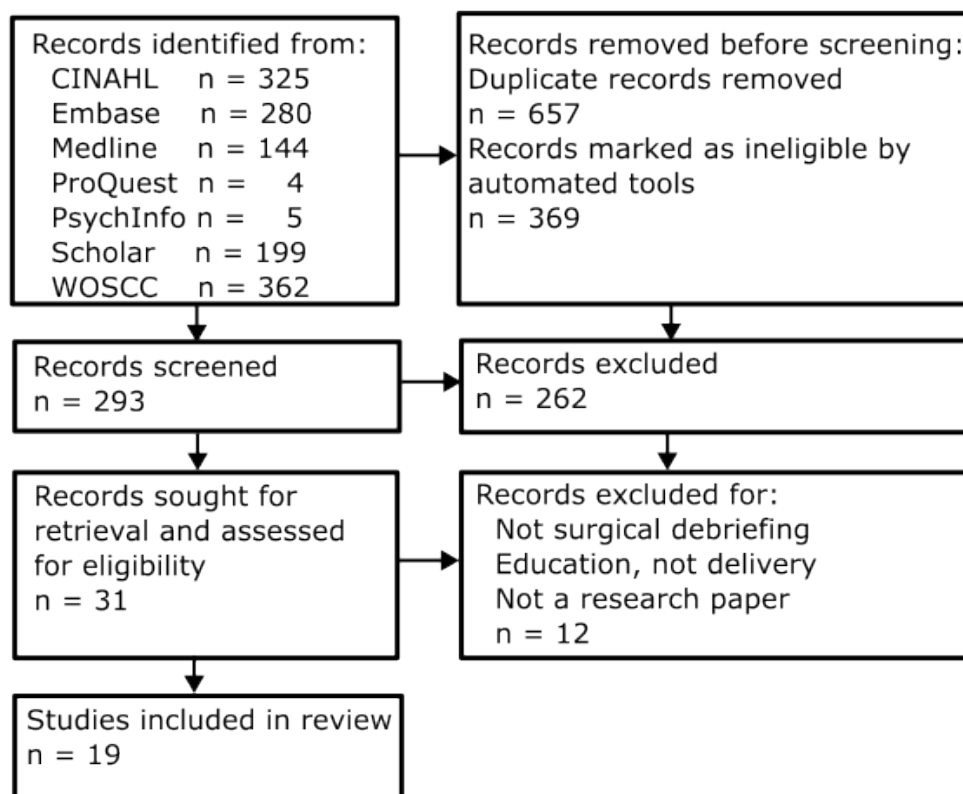 Records identified from:
CINAHL n = 325
Embase n = 280
Medline n = 144
ProQuest n = 4
PsychInfo n = 5
Scholar n = 199
WOSCC n = 362
Records removed before screening:
Duplicate records removed
n = 657
Records marked as ineligible by
automated tools
n = 369
Records screened
n = 293
Records excluded
n = 262
Records sought for
retrieval and assessed
for eligibility
n = 31
Records excluded for:
Not surgical debriefing
Education, not delivery
Not a research paper
n = 12
Studies included in review
n = 19